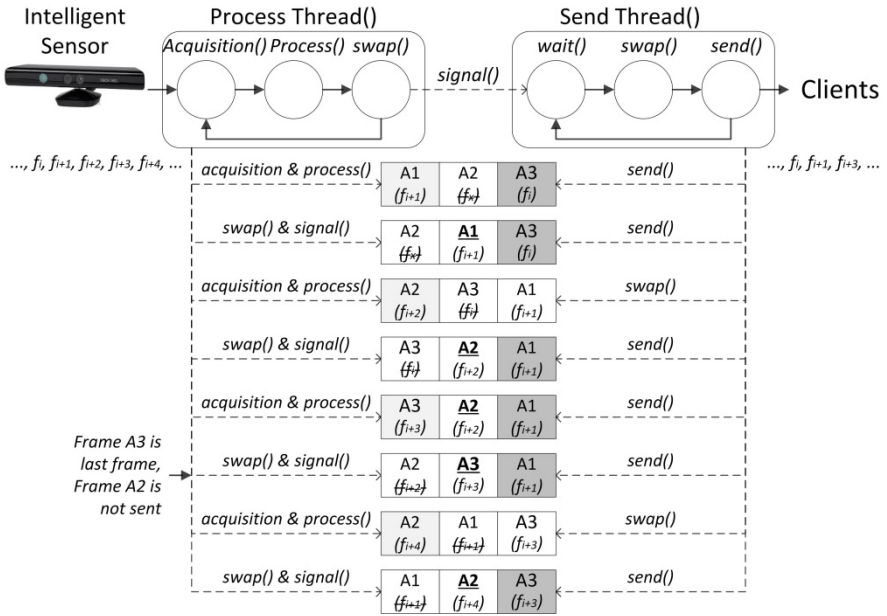 Intelligent Sensor
Process Thread()
Send Thread()
Acquisition() Process() swap()
signal()
wait() swap() send()
Clients
..., fi, fi+1, fi+2, fi+3, fi+4, ...
..., fi, fi+1, fi+3, ...
acquisition & process() A1 A2 A3 send()
(fi+1) (fx) (fi)
swap() & signal() A2 A1 A3 send()
(fx) (fi+1) (fi)
acquisition & process() A2 A3 A1 swap()
(fi+2) (fi) (fi+1)
swap() & signal() A3 A2 A1 send()
(fi) (fi+2) (fi+1)
acquisition & process() A3 A2 A1 send()
(fi+3) (fi+2) (fi+1)
Frame A3 is
last frame,
Frame A2 is
not sent
swap() & signal() A2 A3 A1 send()
(fi+2) (fi+3) (fi+1)
acquisition & process() A2 A1 A3 swap()
(fi+4) (fi+1) (fi+3)
swap() & signal() A1 A2 A3 send()
(fi+1) (fi+4) (fi+3)